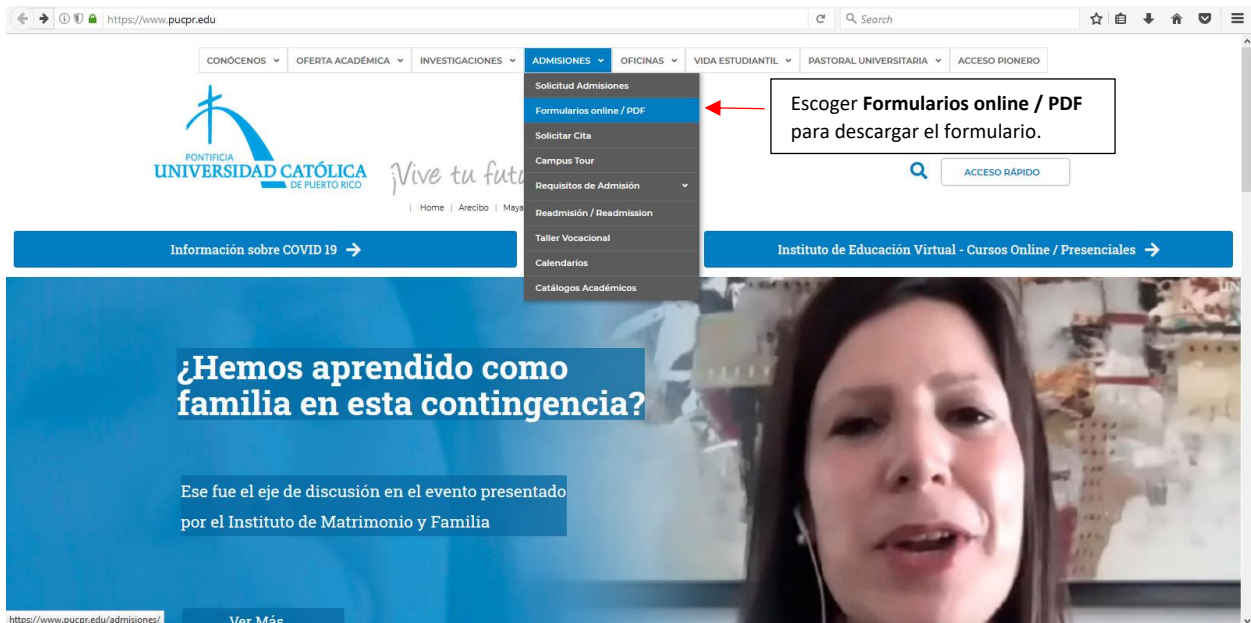 https://www.pucpr.edu
Search
CONÓCENOS
OFERTA ACADÉMICA
INVESTIGACIONES
ADMISIONES
OFICINAS
VIDA ESTUDIANTIL
PASTORAL UNIVERSITARIA
ACCESO PIONERO
Solicitud Admisiones
Formularios online / PDF
Solicitar Cita
Campus Tour
Requisitos de Admisión
Readmisión / Readmission
Taller Vocacional
Calendarios
Catálogos Académicos
Escoger Formularios online / PDF
para descargar el formulario.
PONTIFICIA
UNIVERSIDAD CATÓLICA
DE PUERTO RICO
¡Vive tu futu
| Home | Arecibo | Maya
ACCESO RÁPIDO
Información sobre COVID 19
Instituto de Educación Virtual - Cursos Online / Presenciales
UN
¿Hemos aprendido como
familia en esta contingencia?
Ese fue el eje de discusión en el evento presentado
por el Instituto de Matrimonio y Familia
Ver Más
https://www.pucpr.edu/admisiones/